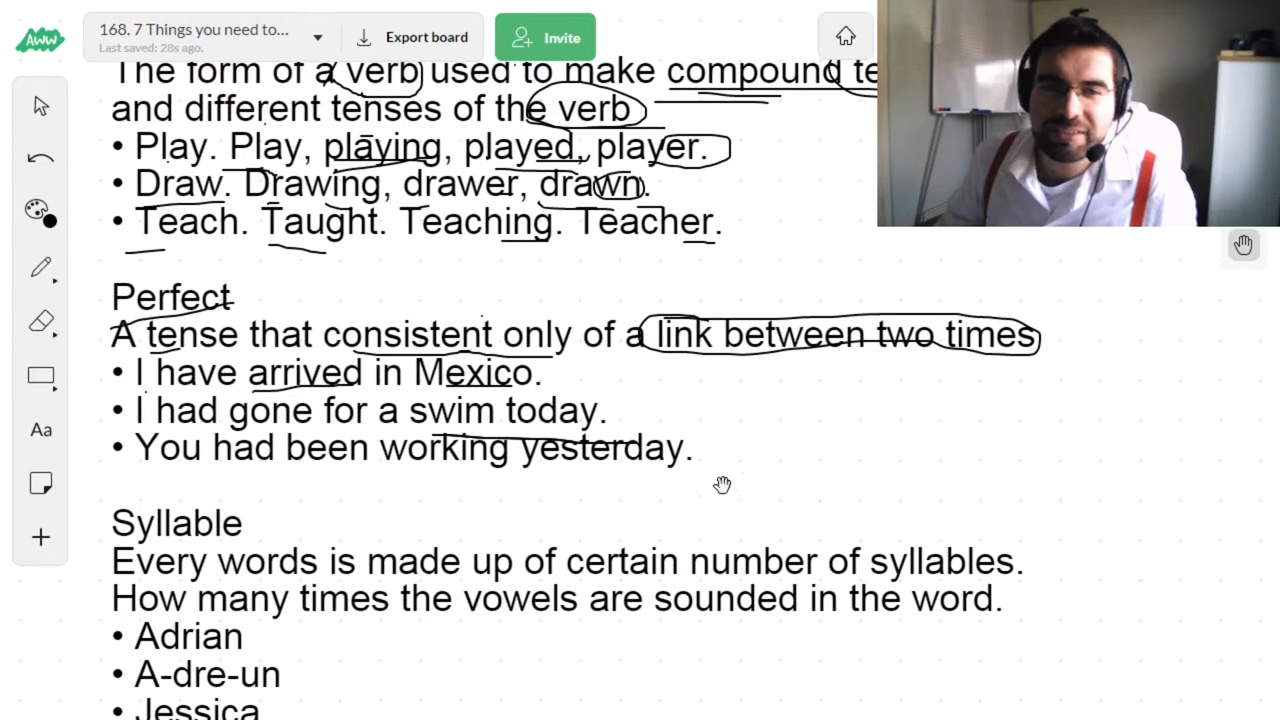 AWW
168. 7 Things you need to...
Last saved: 28s ago.
Export board
Invite
The form of a verb used to make compound te
and different tenses of the verb
• Play. Play, playing, played, player.
• Draw. Drawing, drawer, drawn.
• Teach. Taught. Teaching. Teacher.
Perfect
A tense that consistent only of a link between two times
• I have arrived in Mexico.
• I had gone for a swim today.
• You had been working yesterday.
Aa
Syllable
Every words is made up of certain number of syllables.
How many times the vowels are sounded in the word.
• Adrian
• A-dre-un
• Jessica